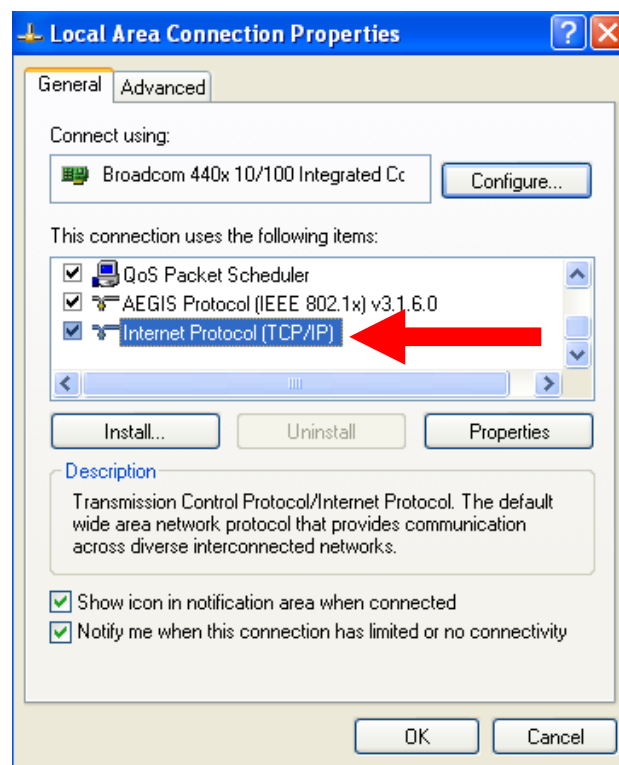 Local Area Connection Properties
General
Advanced
Connect using:
Broadcom 440x 10/100 Integrated Cc
Configure...
This connection uses the following items:
QoS Packet Scheduler
AEGIS Protocol (IEEE 802.1x) v3.1.6.0
Internet Protocol (TCP/IP)
Install...
Uninstall
Properties
Description
Transmission Control Protocol/Internet Protocol. The default
wide area network protocol that provides communication
across diverse interconnected networks.
Show icon in notification area when connected
Notify me when this connection has limited or no connectivity
OK
Cancel